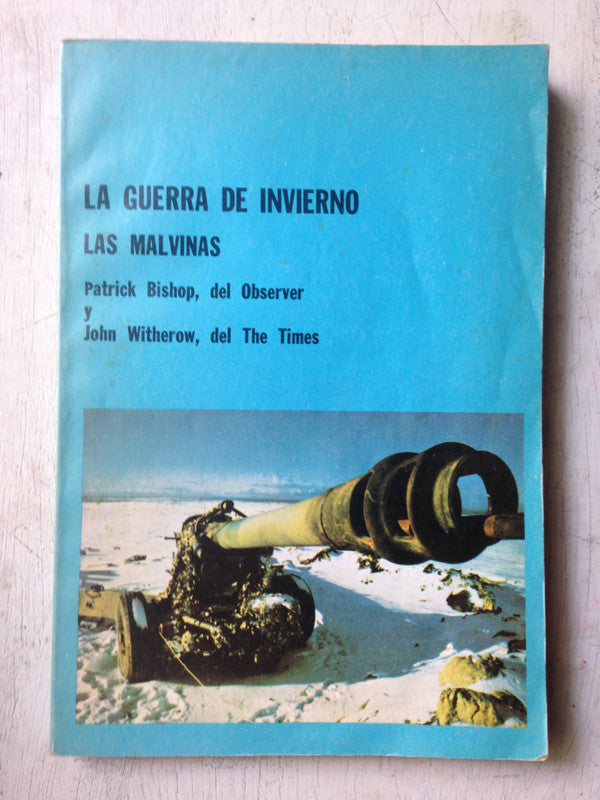 LA GUERRA DE INVIERNO
LAS MALVINAS
Patrick Bishop, del Observer
y
John Witherow, del The Times